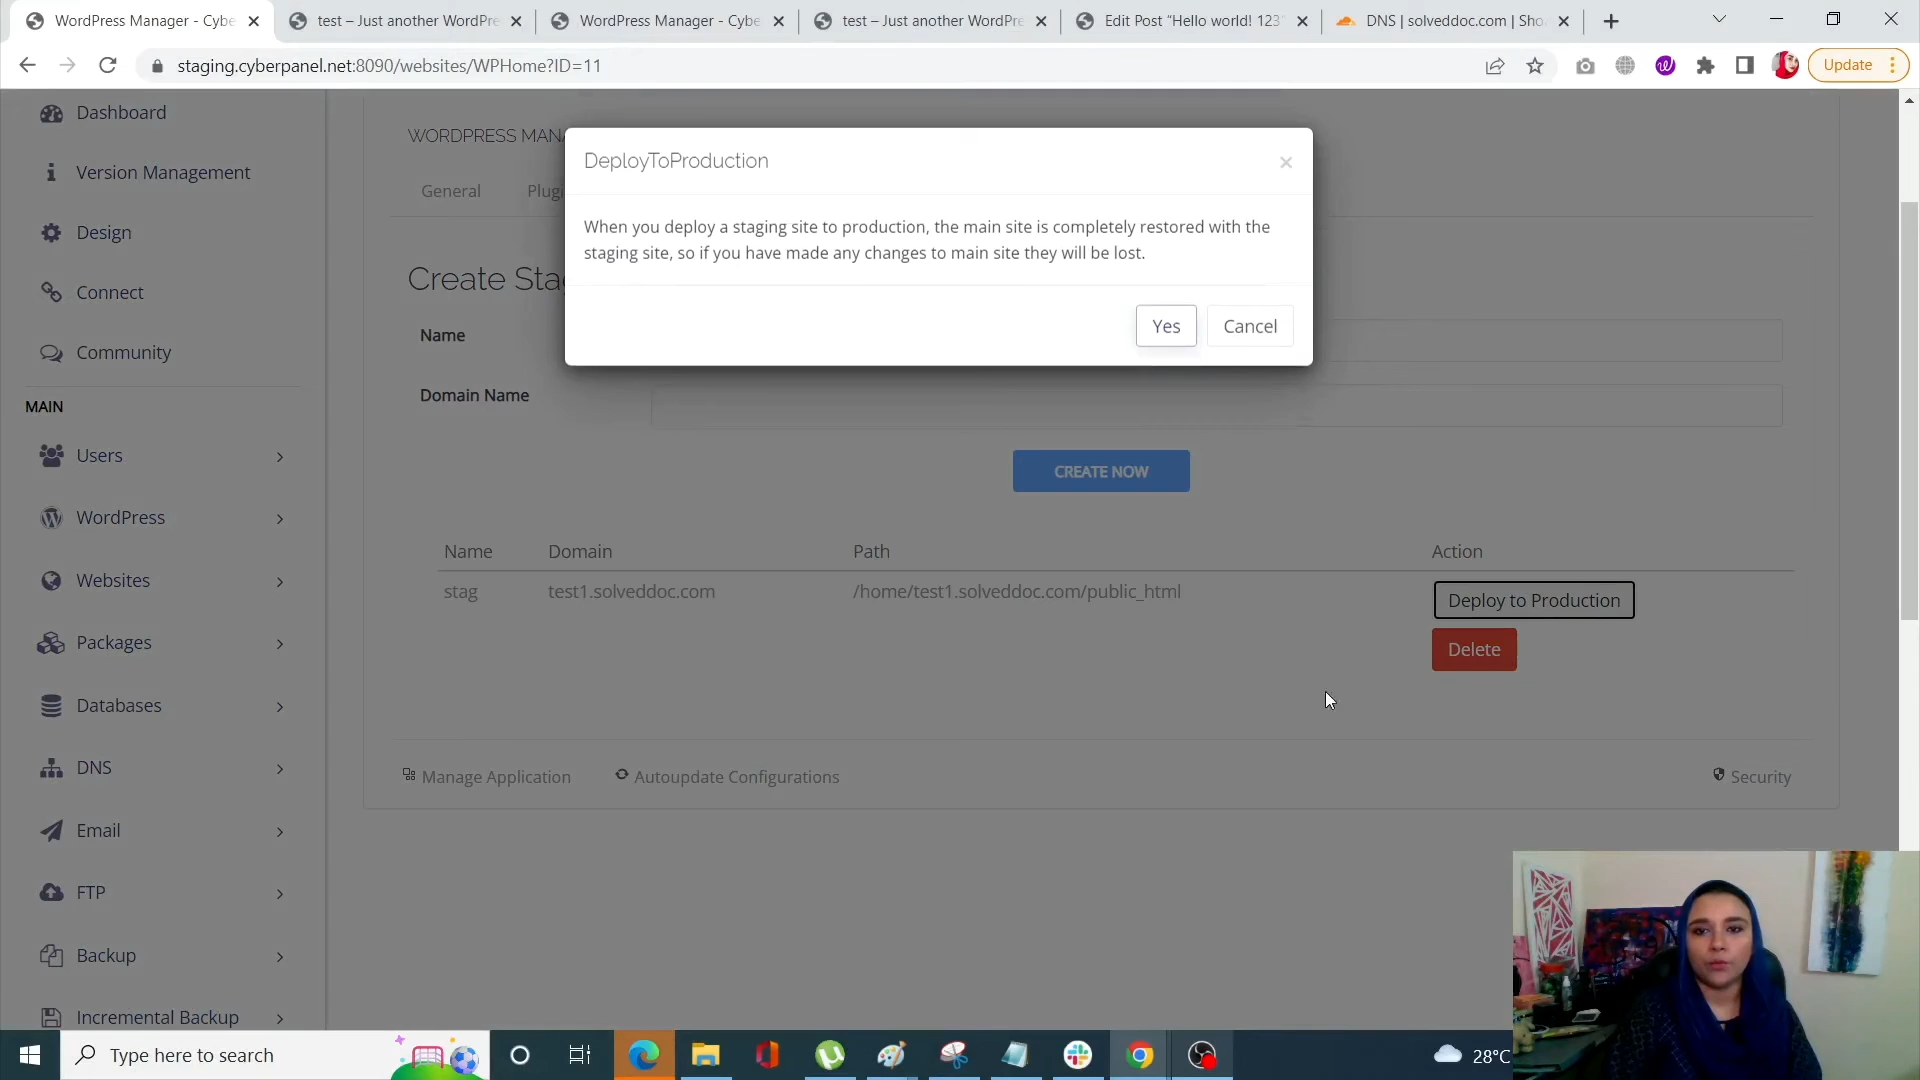 WordPress Manager - Cybe
test – Just another WordPre
WordPress Manager - Cybe
test – Just another WordPre
Edit Post “Hello world! 123”
DNS | solveddoc.com | Sho
staging.cyberpanel.net:8090/websites/WPHome?ID=11
Update
Dashboard
Version Management
Design
Connect
Community
MAIN
Users
WordPress
Websites
Packages
Databases
DNS
Email
FTP
Backup
Incremental Backup
WORDPRESS MAN
General
Plugi
DeployToProduction
When you deploy a staging site to production, the main site is completely restored with the
staging site, so if you have made any changes to main site they will be lost.
Yes
Cancel
Create Stag
Name
Domain Name
CREATE NOW
Name Domain Path Action
stag test1.solveddoc.com /home/test1.solveddoc.com/public_html
Deploy to Production
Delete
Manage Application
Autoupdate Configurations
Security
Type here to search
28°C